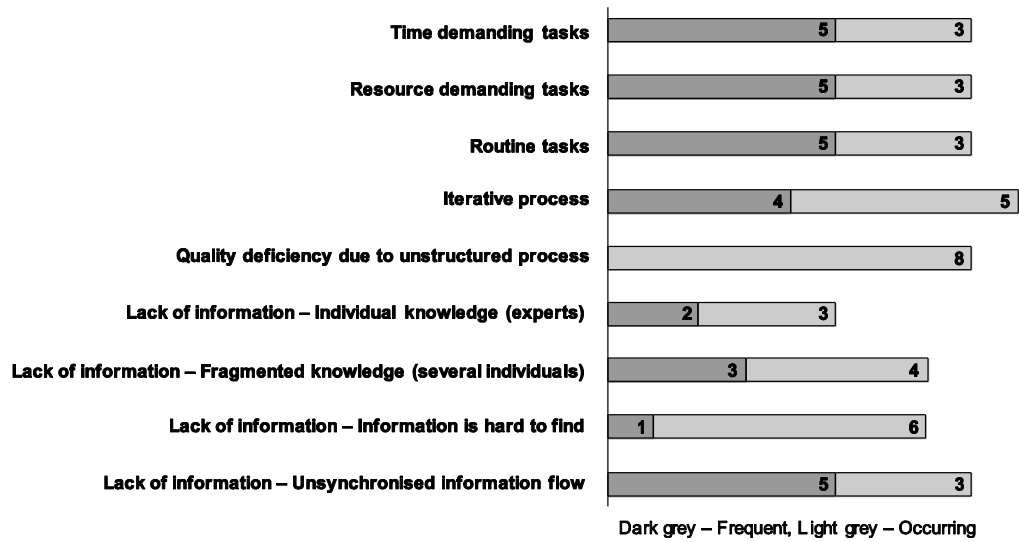 Time demanding tasks 5 3
Resource demanding tasks 5 3
Routine tasks 5 3
Iterative process 4 5
Quality deficiency due to unstructured process 8
Lack of information – Individual knowledge (experts) 2 3
Lack of information – Fragmented knowledge (several individuals) 3 4
Lack of information – Information is hard to find 1 6
Lack of information – Unsynchronised information flow 5 3
Dark grey – Frequent, Light grey – Occurring